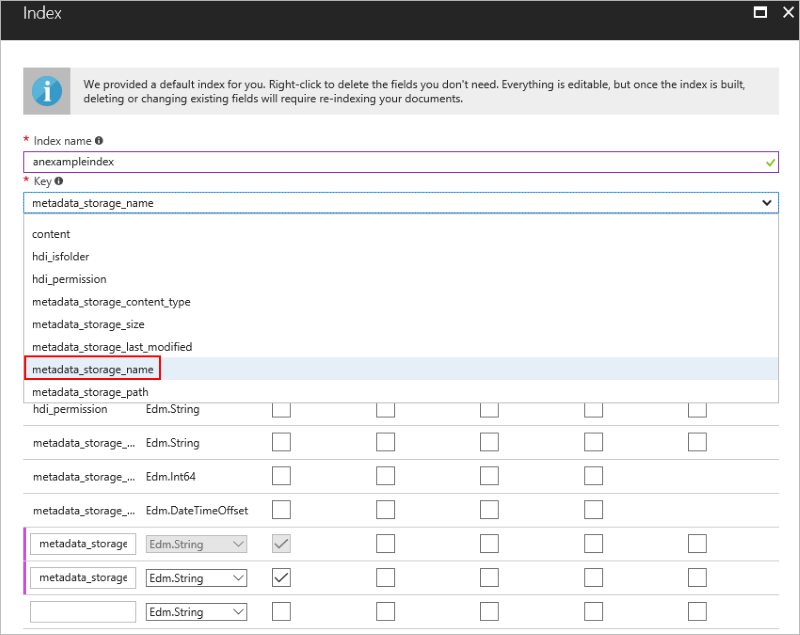 Index
We provided a default index for you. Right-click to delete the fields you don't need. Everything is editable, but once the index is built,
deleting or changing existing fields will require re-indexing your documents.
* Index name
anexampleindex
* Key
metadata_storage_name
content
hdi_isfolder
hdi_permission
metadata_storage_content_type
metadata_storage_size
metadata_storage_last_modified
metadata_storage_name
metadata_storage_path
hdi_permission Edm.String
metadata_storage_... Edm.String
metadata_storage_... Edm.Int64
metadata_storage_... Edm.DateTimeOffset
metadata_storage Edm.String
metadata_storage Edm.String
Edm.String